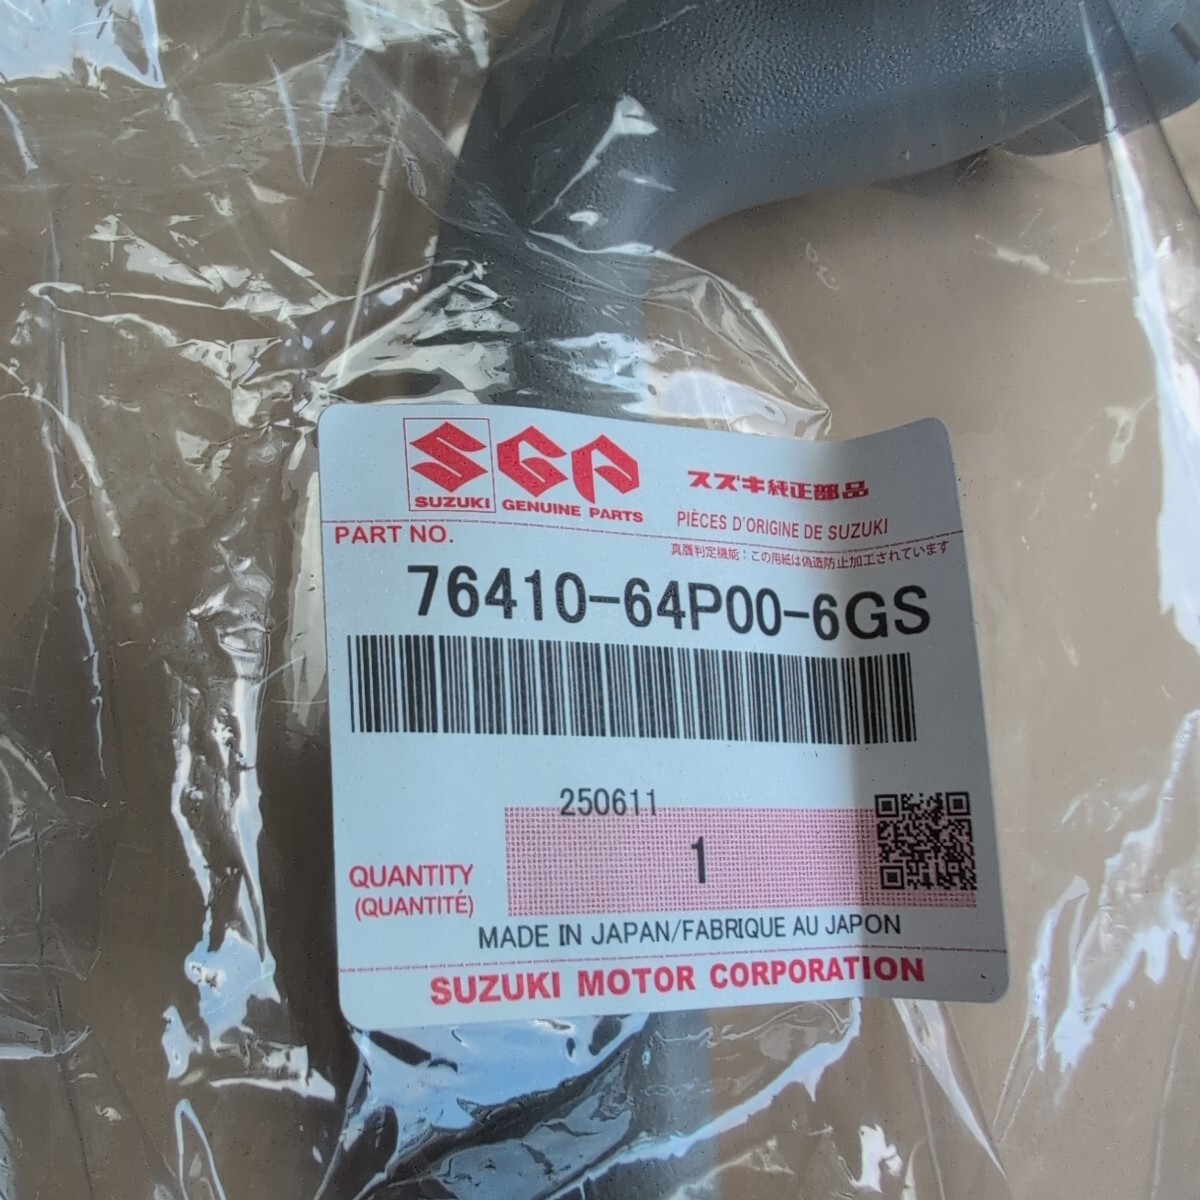 SGP
SUZUKI GENUINE PARTS
スズキ純正部品
PIÈCES D'ORIGINE DE SUZUKI
PART NO.
真贋判定機能：この用紙は偽造防止加工されています
76410-64P00-6GS
250611
1
QUANTITY
(QUANTITÉ)
MADE IN JAPAN/FABRIQUE AU JAPON
SUZUKI MOTOR CORPORATION